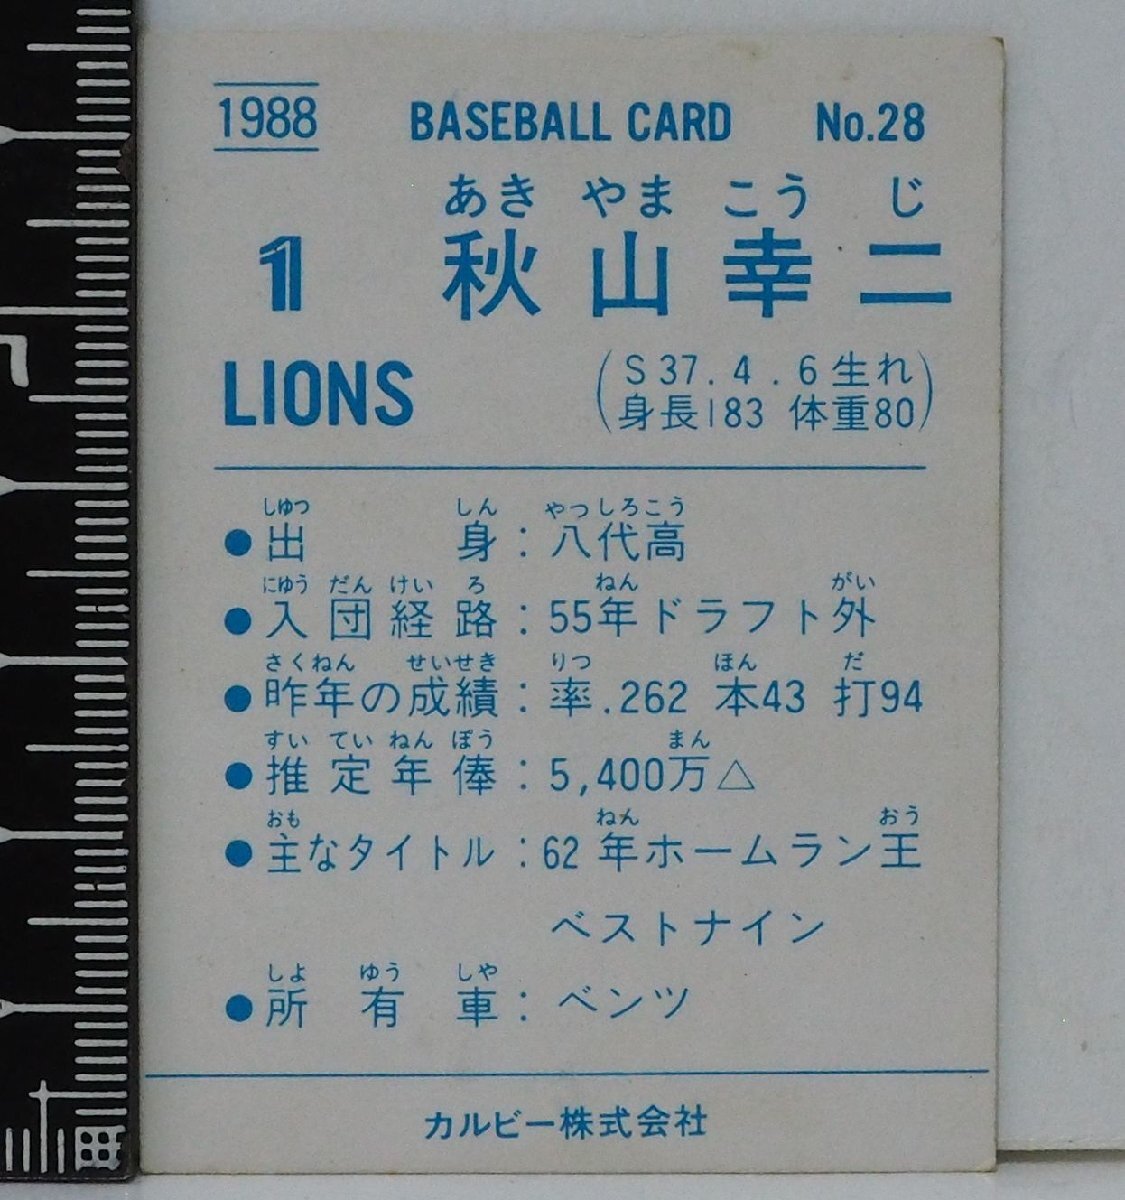 1988 BASEBALL CARD No.28
あき やま こう じ
1 秋山幸二
LIONS
(S37.4.6生れ
身長183 体重80)
しゆつ しん やっしろこう
●出身:八代高
にゆう だん けい ろ ねん がい
●入団経路:55年ドラフト外
さくねん せいせき りつ ほん だ
●昨年の成績:率.262 本43 打94
すい てい ねん ぽう まん
●推定年俸:5,400万△
おも ねん おう
●主なタイトル:62年ホームラン王
ベストナイン
しよ ゆう しや
●所有車:ベンツ
カルビー株式会社